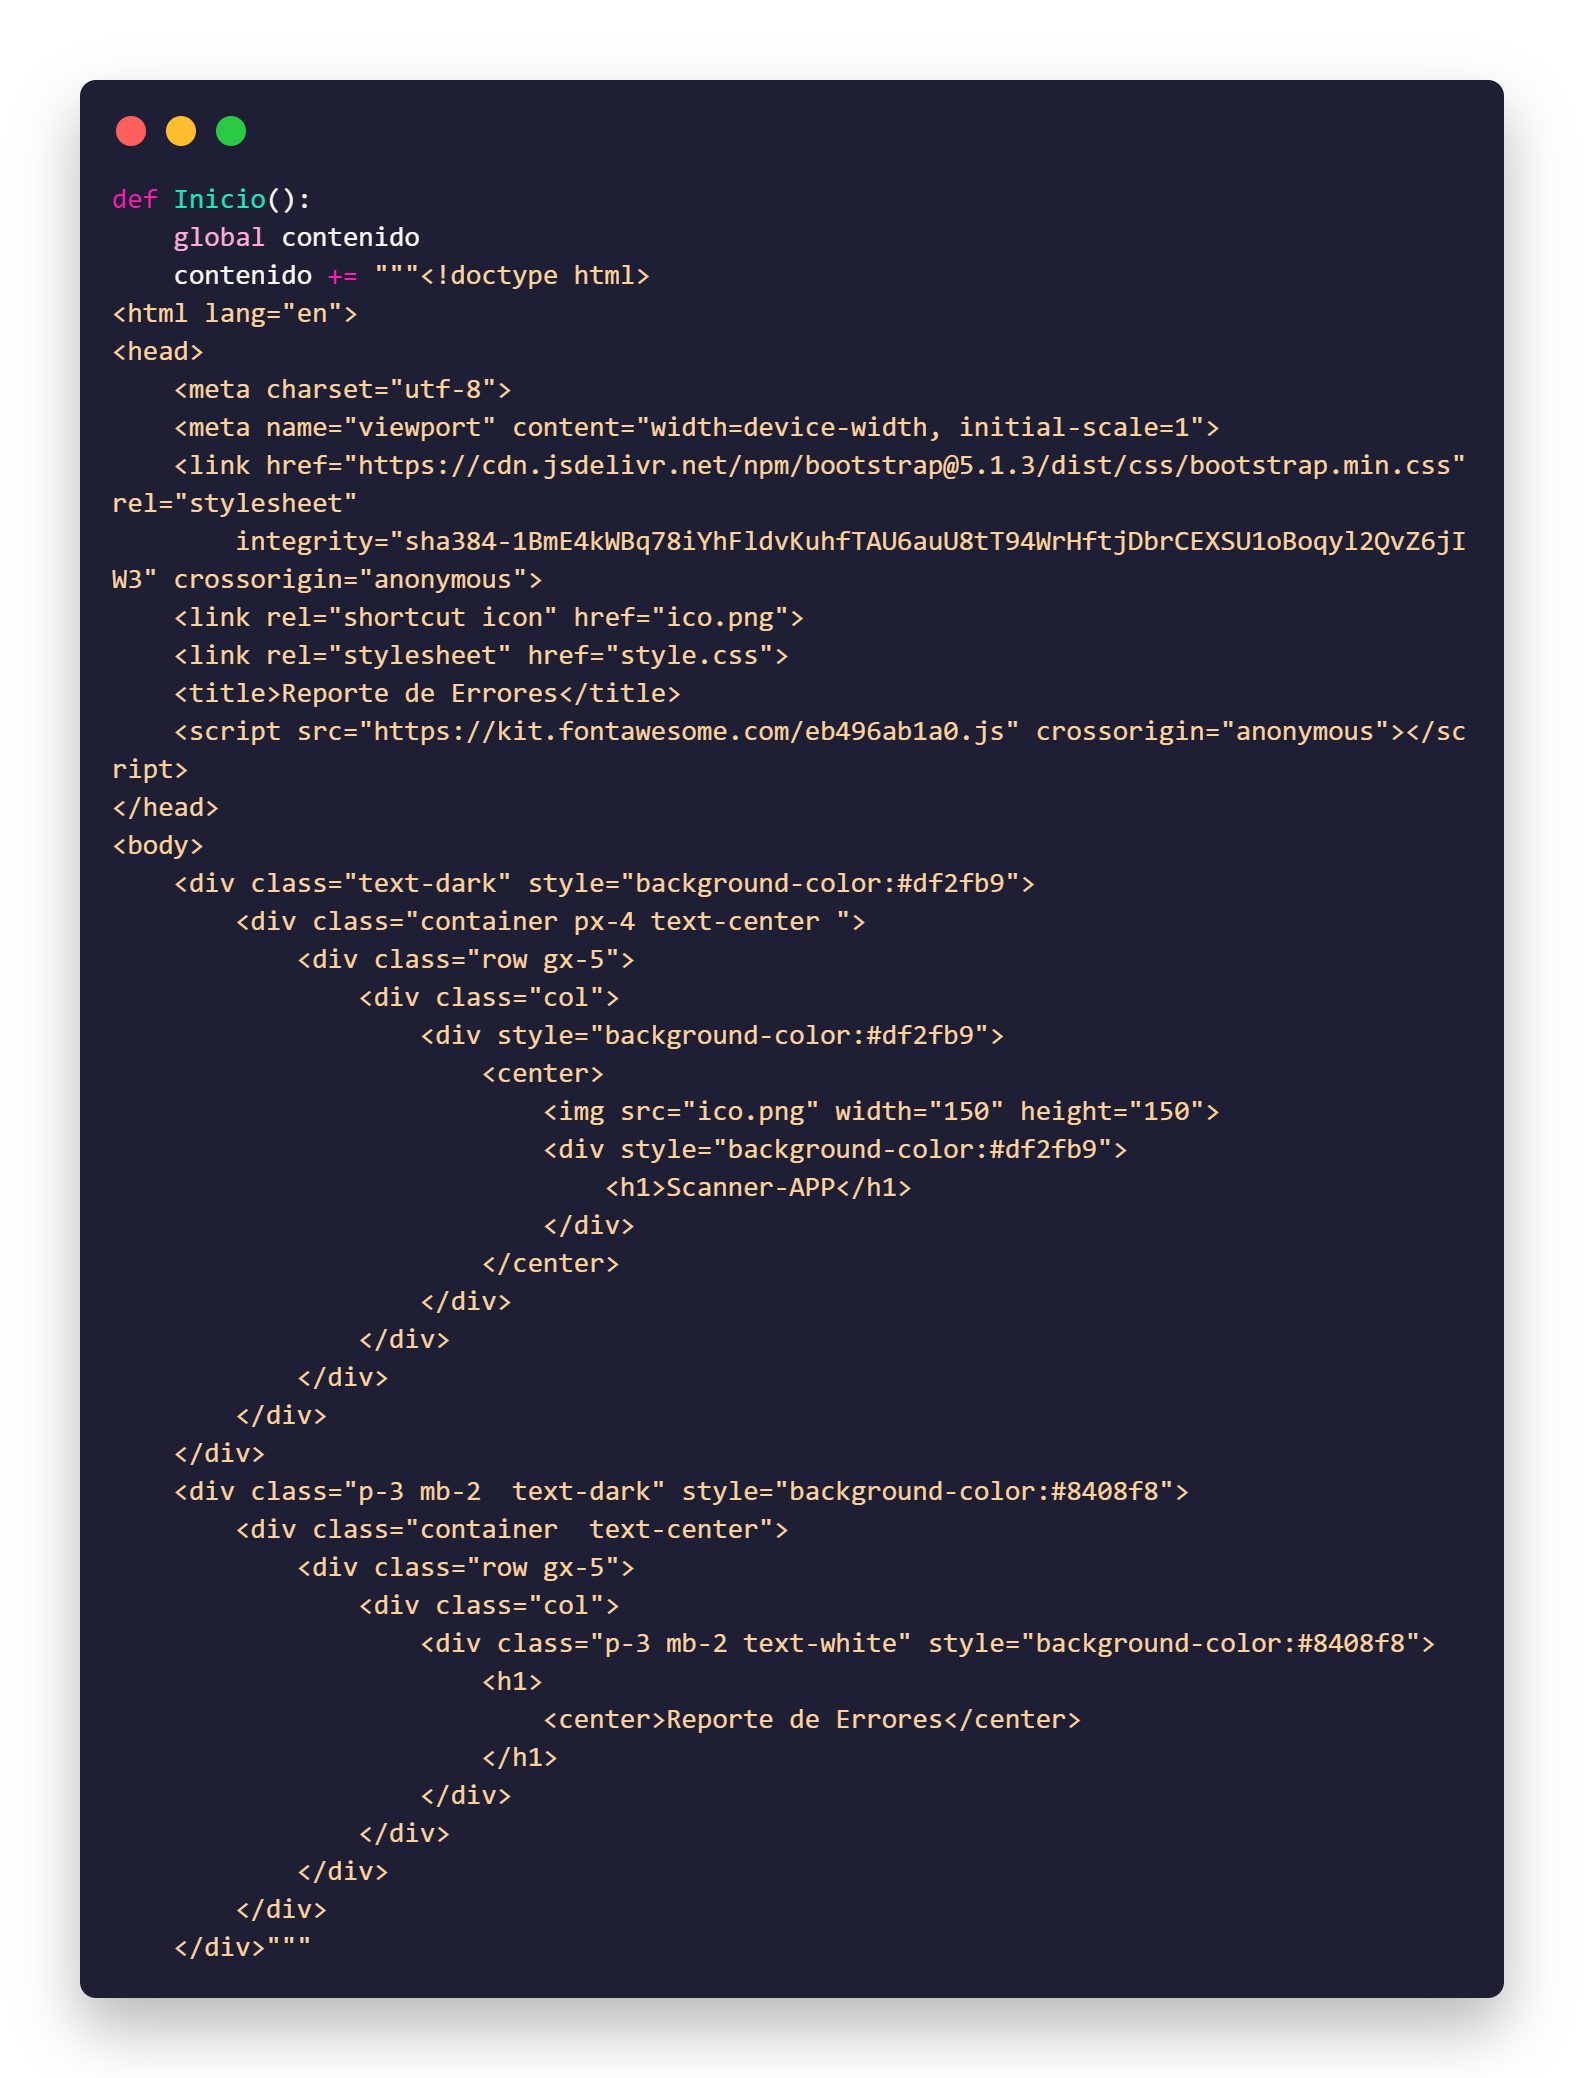 def Inicio():
    global contenido
    contenido += """<!doctype html>
<html lang="en">
<head>
    <meta charset="utf-8">
    <meta name="viewport" content="width=device-width, initial-scale=1">
    <link href="https://cdn.jsdelivr.net/npm/bootstrap@5.1.3/dist/css/bootstrap.min.css"
rel="stylesheet"
        integrity="sha384-1BmE4kWBq78iYhFldvKuhfTAU6auU8tT94WrHftjDbrCEXSU1oBoqyl2QvZ6jI
W3" crossorigin="anonymous">
    <link rel="shortcut icon" href="ico.png">
    <link rel="stylesheet" href="style.css">
    <title>Reporte de Errores</title>
    <script src="https://kit.fontawesome.com/eb496ab1a0.js" crossorigin="anonymous"></sc
ript>
</head>
<body>
    <div class="text-dark" style="background-color:#df2fb9">
        <div class="container px-4 text-center ">
            <div class="row gx-5">
                <div class="col">
                    <div style="background-color:#df2fb9">
                        <center>
                            <img src="ico.png" width="150" height="150">
                            <div style="background-color:#df2fb9">
                                <h1>Scanner-APP</h1>
                            </div>
                        </center>
                    </div>
                </div>
            </div>
        </div>
    </div>
    <div class="p-3 mb-2  text-dark" style="background-color:#8408f8">
        <div class="container  text-center">
            <div class="row gx-5">
                <div class="col">
                    <div class="p-3 mb-2 text-white" style="background-color:#8408f8">
                        <h1>
                            <center>Reporte de Errores</center>
                        </h1>
                    </div>
                </div>
            </div>
        </div>
    </div>"""